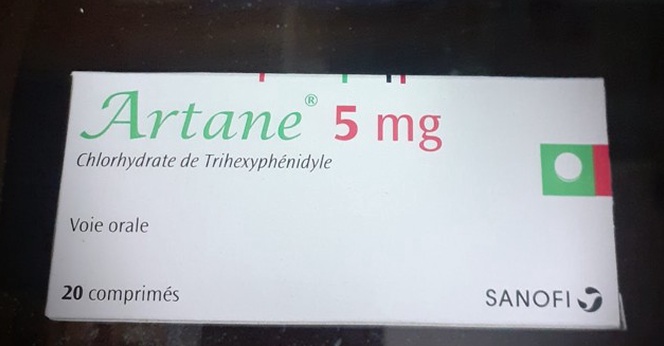 Artane® 5 mg
Chlorhydrate de Trihexyphénidyle
Voie orale
20 comprimés
SANOFI